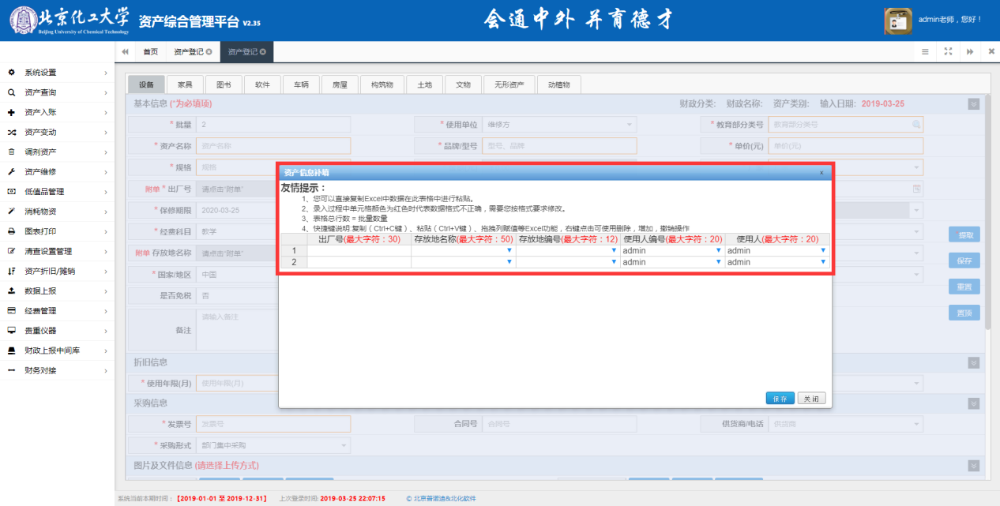 北京化工大学
Beijing University of Chemical Technology
资产综合管理平台 V2.35
会通中外 并育德才
admin老师，您好！
首页 资产登记 资产登记
系统设置
资产查询
资产入账
资产变动
调剂资产
资产维修
低值品管理
消耗物资
图表打印
清查设置管理
资产折旧/摊销
数据上报
经费管理
贵重仪器
财政上报中间库
财务对接
设备 家具 图书 软件 车辆 房屋 构筑物 土地 文物 无形资产 动植物
基本信息 (*为必填项) 财政分类: 财政名称: 资产类别: 输入日期: 2019-03-25
* 批量 2 * 使用单位 维修方 * 教育部分类号 教育部分类号
* 资产名称 资产名称 * 品牌/型号 型号、品牌 * 单价(元) 单价(元)
* 规格 规格
附单 * 出厂号 请点击"附单"
* 保修期限 2020-03-25
* 经费科目 教学
附单 存放地名称 请点击"附单"
* 国家/地区 中国
是否免税 否
备注 请输入备注
提取
保存
重置
置顶
资产信息补填 x
友情提示：
1、您可以直接复制Excel中数据在此表格中进行粘贴。
2、录入过程中单元格颜色为红色时代表数据格式不正确，需要您按格式要求修改。
3、表格总行数 = 批量数量
4、快捷键说明:复制（Ctrl+C键）、粘贴（Ctrl+V键）、拖拽列赋值等Excel功能，右键点击可使用删除，增加，撤销操作
出厂号(最大字符：30) 存放地名称(最大字符：50) 存放地编号(最大字符：12) 使用人编号(最大字符：20) 使用人(最大字符：20)
1 admin admin
2 admin admin
保存 关闭
折旧信息
* 使用年限(月) 使用年限(月)
采购信息
* 发票号 发票号 合同号 合同号 供货商/电话 供货商
* 采购形式 部门集中采购
图片及文件信息 (请选择上传方式)
系统当前本期时间：【2019-01-01 至 2019-12-31】 上次登录时间: 2019-03-25 22:07:15 © 北京普诺迪&北化软件